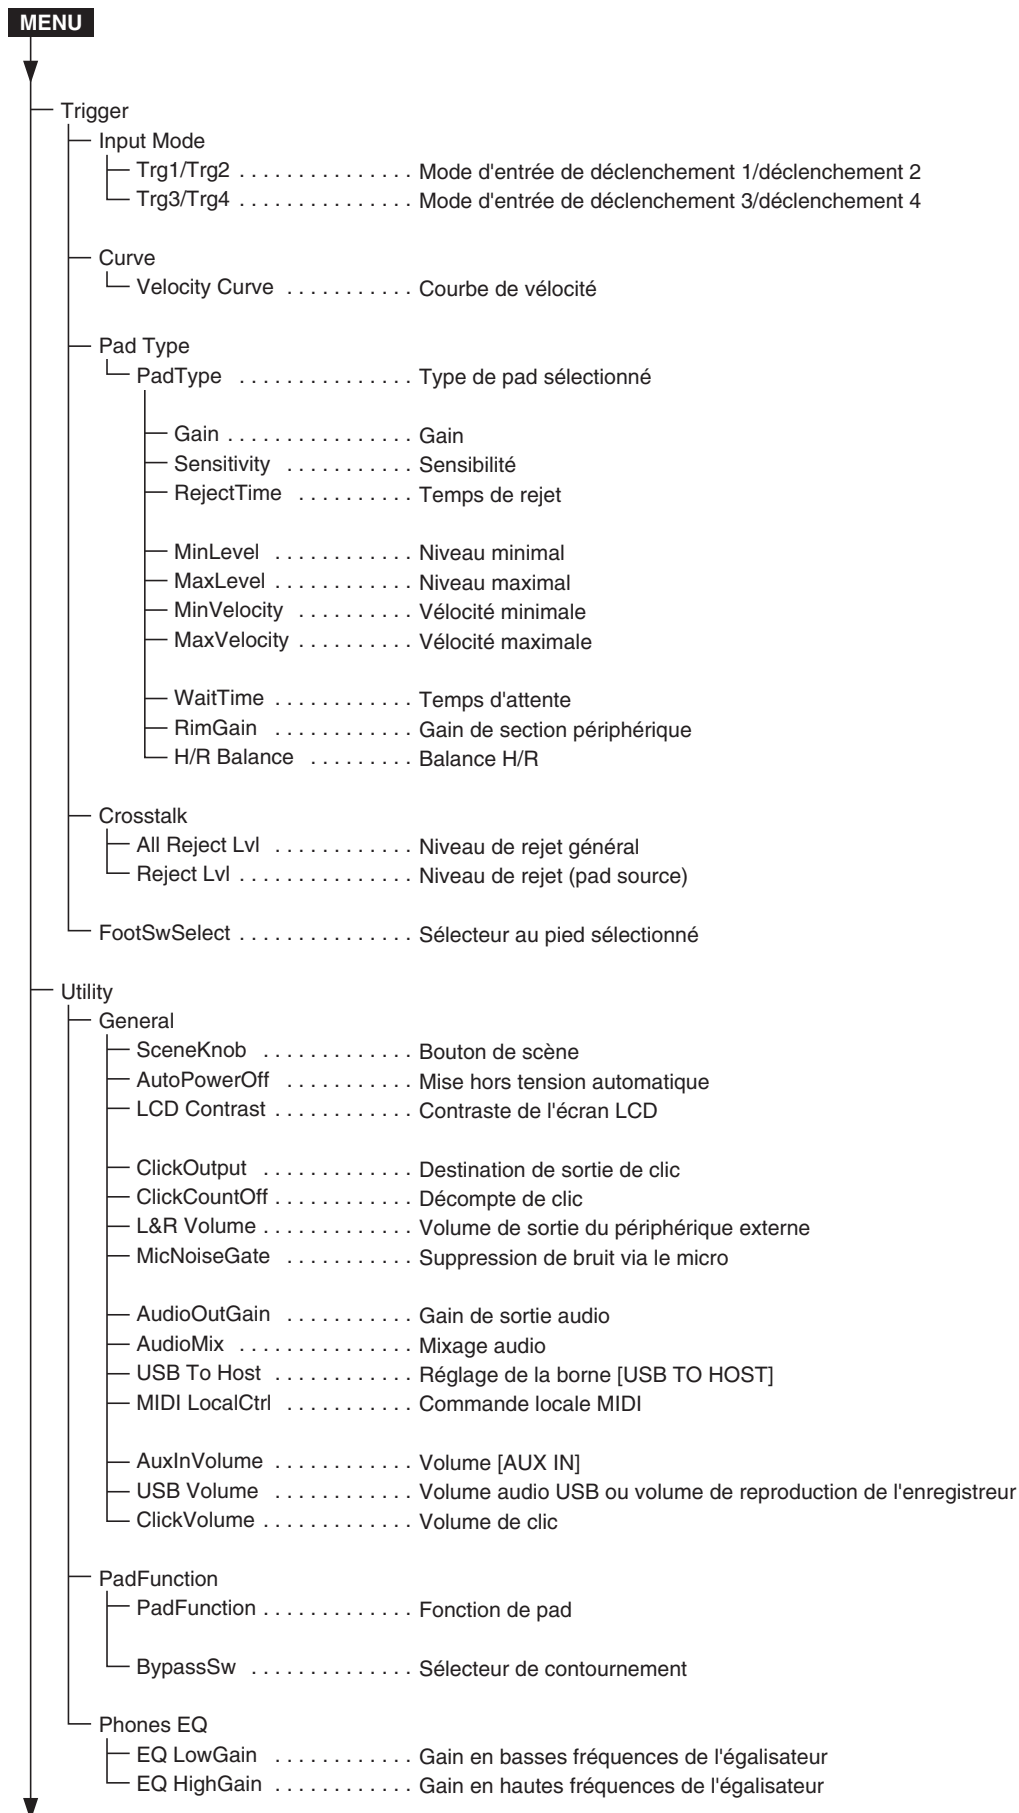 MENU
Trigger
Input Mode
Trg1/Trg2 . . . . . . . . . . . . . . . Mode d'entrée de déclenchement 1/déclenchement 2
Trg3/Trg4 . . . . . . . . . . . . . . . Mode d'entrée de déclenchement 3/déclenchement 4
Curve
Velocity Curve . . . . . . . . . . . Courbe de vélocité
Pad Type
PadType . . . . . . . . . . . . . . . Type de pad sélectionné
Gain . . . . . . . . . . . . . . . . Gain
Sensitivity . . . . . . . . . . . Sensibilité
RejectTime . . . . . . . . . . Temps de rejet
MinLevel . . . . . . . . . . . . Niveau minimal
MaxLevel . . . . . . . . . . . . Niveau maximal
MinVelocity . . . . . . . . . . Vélocité minimale
MaxVelocity . . . . . . . . . . Vélocité maximale
WaitTime . . . . . . . . . . . . Temps d'attente
RimGain . . . . . . . . . . . . Gain de section périphérique
H/R Balance . . . . . . . . . Balance H/R
Crosstalk
All Reject Lvl . . . . . . . . . . . . Niveau de rejet général
Reject Lvl . . . . . . . . . . . . . . . Niveau de rejet (pad source)
FootSwSelect . . . . . . . . . . . . . . . Sélecteur au pied sélectionné
Utility
General
SceneKnob . . . . . . . . . . . . . Bouton de scène
AutoPowerOff . . . . . . . . . . . Mise hors tension automatique
LCD Contrast . . . . . . . . . . . . Contraste de l'écran LCD
ClickOutput . . . . . . . . . . . . . Destination de sortie de clic
ClickCountOff . . . . . . . . . . . . Décompte de clic
L&R Volume . . . . . . . . . . . . . Volume de sortie du périphérique externe
MicNoiseGate . . . . . . . . . . . Suppression de bruit via le micro
AudioOutGain . . . . . . . . . . . Gain de sortie audio
AudioMix . . . . . . . . . . . . . . . Mixage audio
USB To Host . . . . . . . . . . . . Réglage de la borne [USB TO HOST]
MIDI LocalCtrl . . . . . . . . . . . Commande locale MIDI
AuxInVolume . . . . . . . . . . . . Volume [AUX IN]
USB Volume . . . . . . . . . . . . Volume audio USB ou volume de reproduction de l'enregistreur
ClickVolume . . . . . . . . . . . . . Volume de clic
PadFunction
PadFunction . . . . . . . . . . . . . Fonction de pad
BypassSw . . . . . . . . . . . . . . Sélecteur de contournement
Phones EQ
EQ LowGain . . . . . . . . . . . . Gain en basses fréquences de l'égalisateur
EQ HighGain . . . . . . . . . . . . Gain en hautes fréquences de l'égalisateur